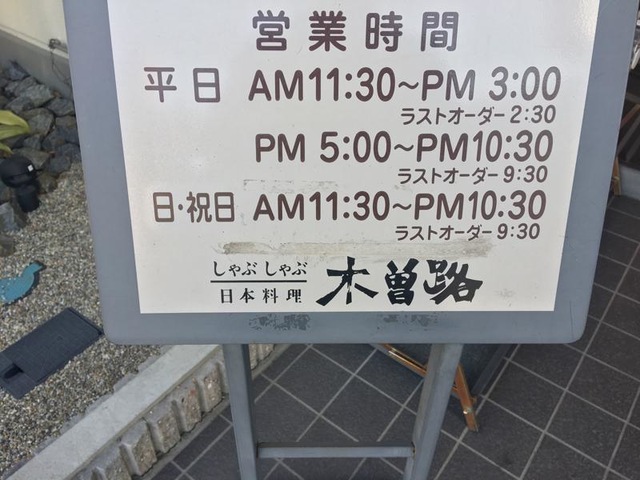 営業時間
平日 AM11:30～PM 3:00
ラストオーダー 2:30
PM 5:00～PM10:30
ラストオーダー 9:30
日・祝日 AM11:30～PM10:30
ラストオーダー 9:30
しゃぶしゃぶ
日本料理 木曽路